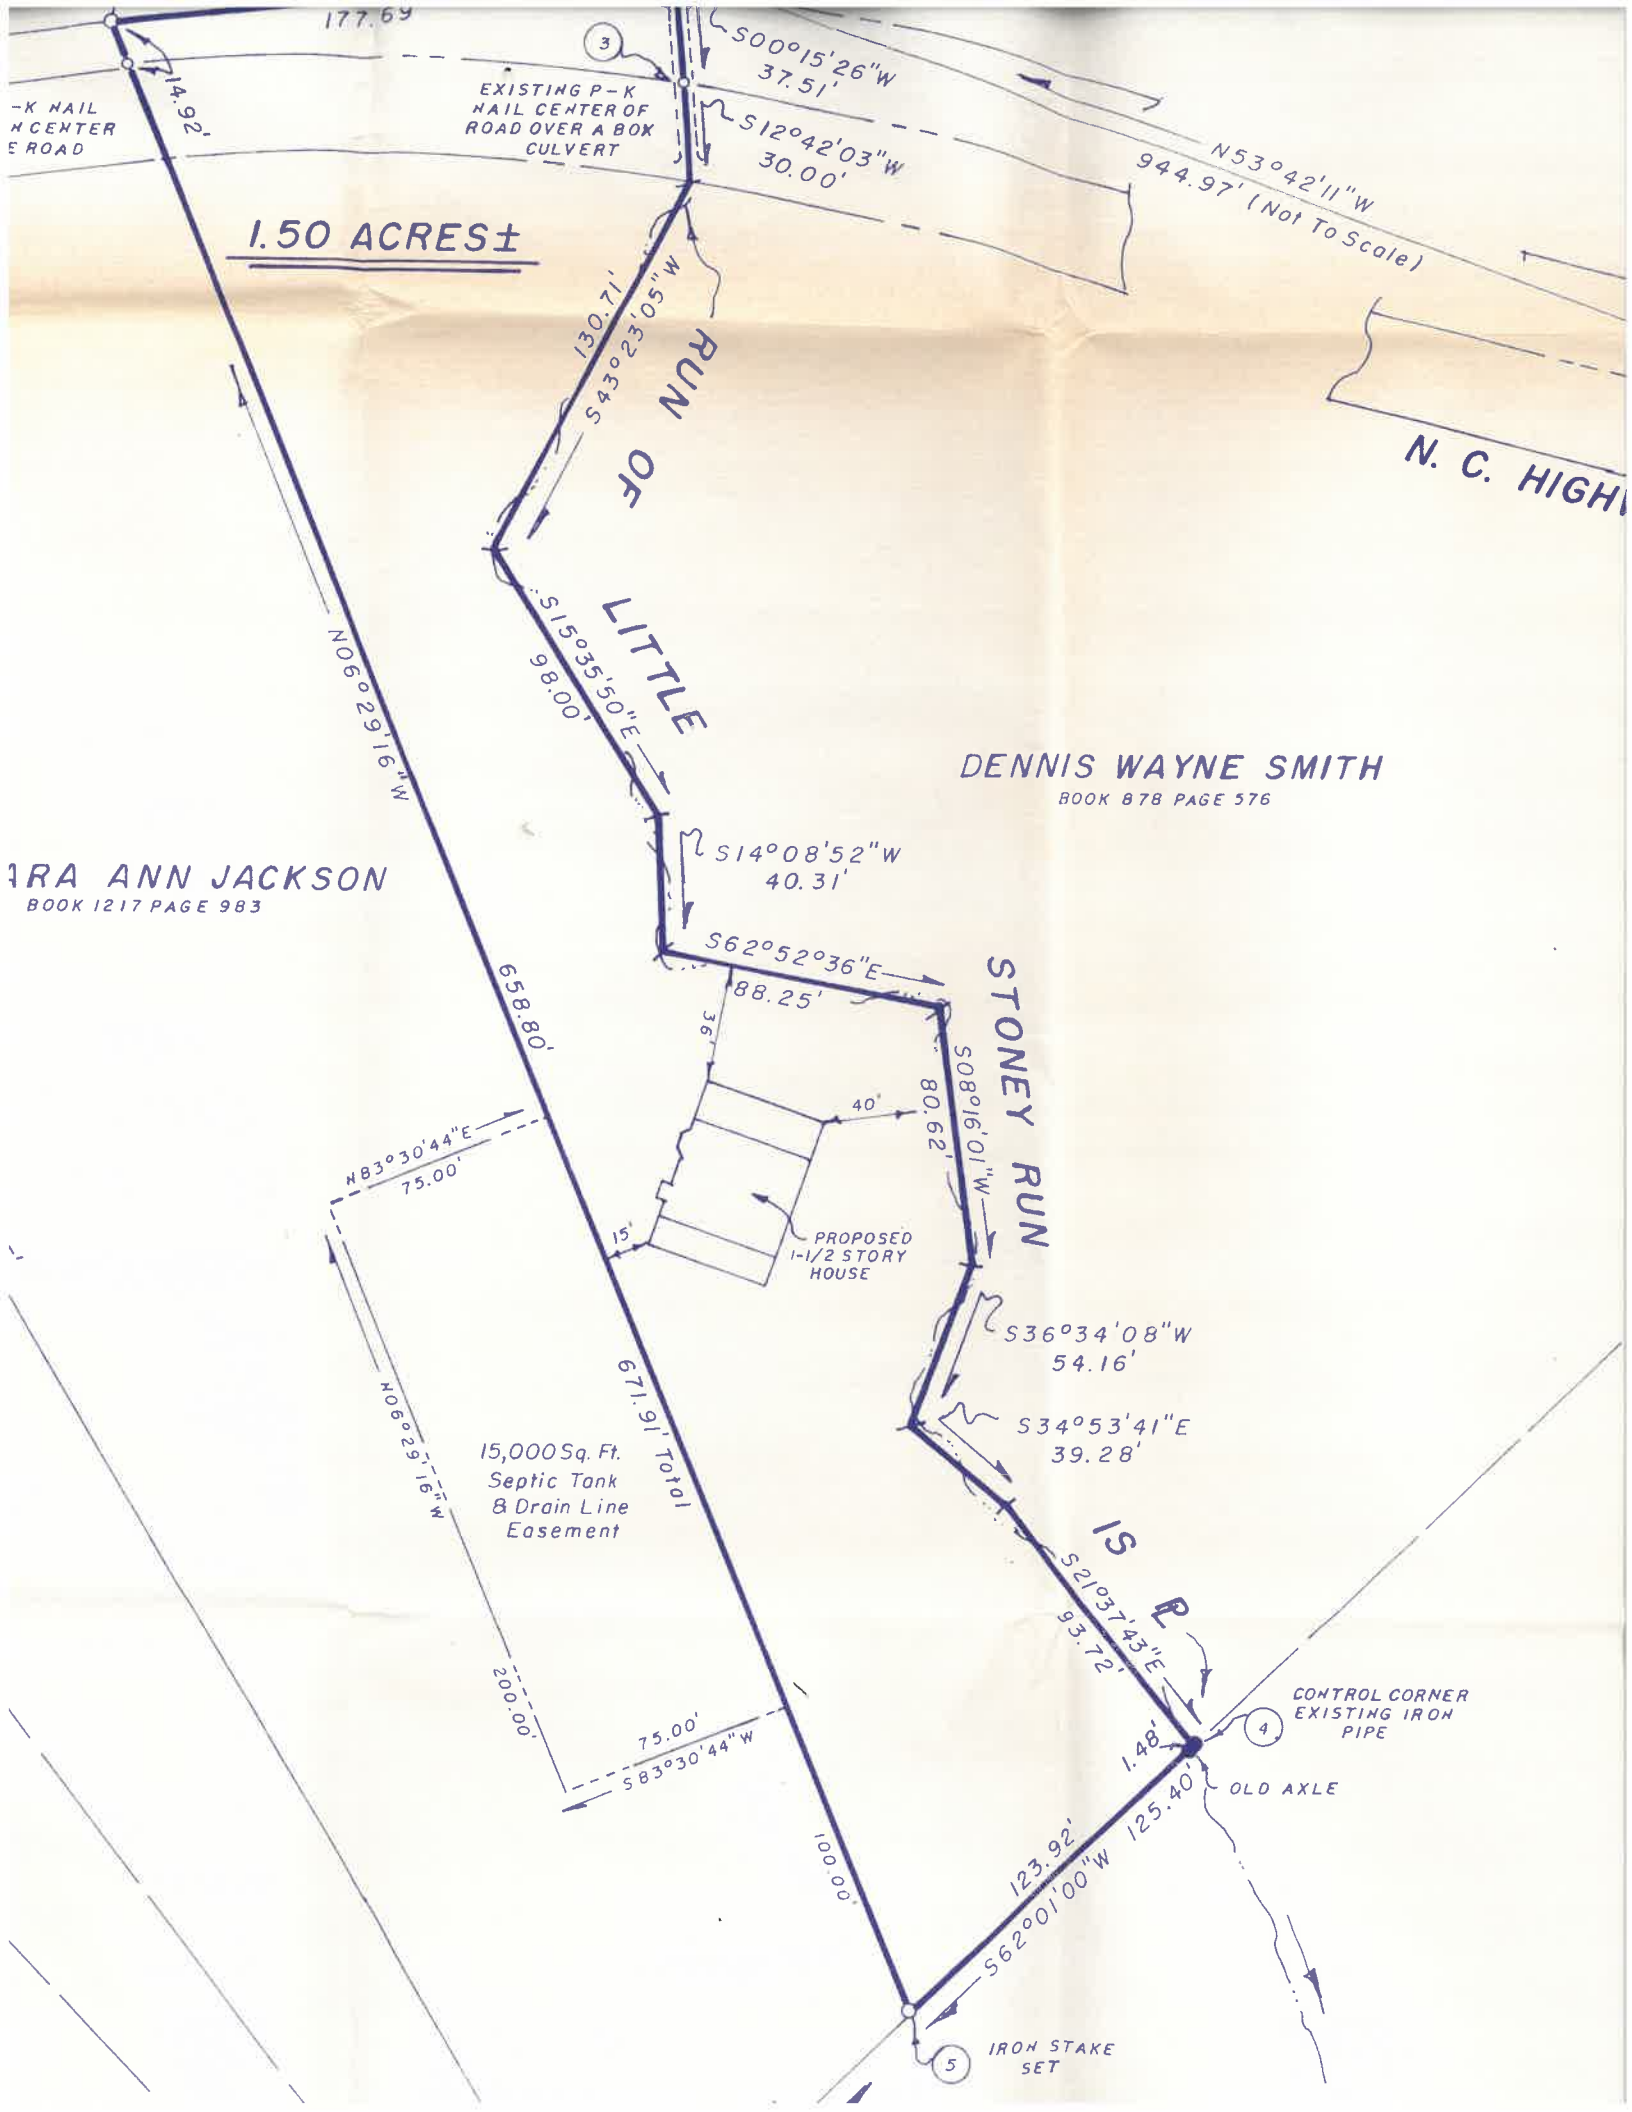 177.69
3
S00°15'26"W
37.51'
14.92'
-K NAIL
N CENTER
E ROAD
EXISTING P-K
NAIL CENTER OF
ROAD OVER A BOX
CULVERT
S12°42'03"W
30.00'
N53°42'11"W
944.97' (Not To Scale)
1.50 ACRES±
130.71'
S43°23'05"W
RUN OF
N. C. HIGHW
LITTLE
S15°35'50"E
98.00'
N06°29'16"W
DENNIS WAYNE SMITH
BOOK 878 PAGE 576
S14°08'52"W
40.31'
ARA ANN JACKSON
BOOK 1217 PAGE 983
S62°52°36"E
88.25'
STONEY RUN
658.80'
36'
S08°16'01"W
80.62'
40'
N83°30'44"E
75.00'
15'
PROPOSED
1-1/2 STORY
HOUSE
S36°34'08"W
54.16'
671.91' Total
N06°29'16"W
S34°53'41"E
39.28'
15,000 Sq. Ft.
Septic Tank
& Drain Line
Easement
IS
S21°37'43"E
93.72'
PL
200.00'
75.00'
S83°30'44"W
CONTROL CORNER
EXISTING IRON
PIPE
4
1.48'
OLD AXLE
125.40'
123.92'
S62°01'00"W
100.00'
IRON STAKE
SET
5